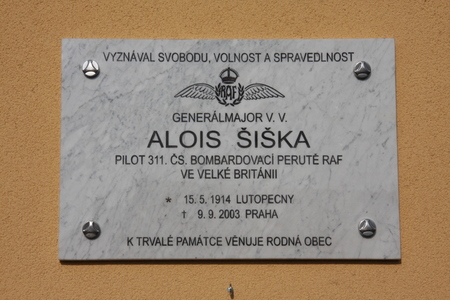 VYZNÁVAL SVOBODU, VOLNOST A SPRAVEDLNOST
RAF
GENERÁLMAJOR V. V.
ALOIS ŠIŠKA
PILOT 311. ČS. BOMBARDOVACÍ PERUTĚ RAF
VE VELKÉ BRITÁNII
* 15. 5. 1914 LUTOPECNY
† 9. 9. 2003 PRAHA
K TRVALÉ PAMÁTCE VĚNUJE RODNÁ OBEC